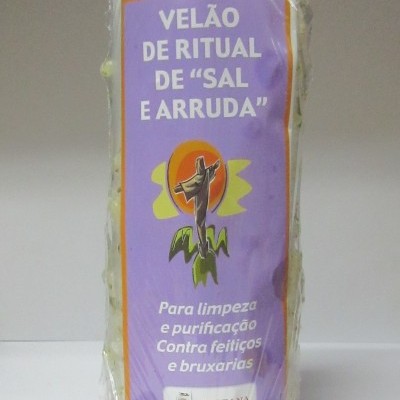 VELÃO
DE RITUAL
DE “SAL
E ARRUDA”
Para limpeza
e purificação
Contra feitiços
e bruxarias